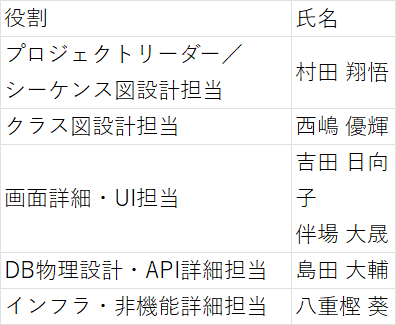 役割 氏名
プロジェクトリーダー／
シーケンス図設計担当 村田 翔悟
クラス図設計担当 西嶋 優輝
画面詳細・UI担当 吉田 日向
子
伴場 大晟
DB物理設計・API詳細担当 島田 大輔
インフラ・非機能詳細担当 八重樫 葵